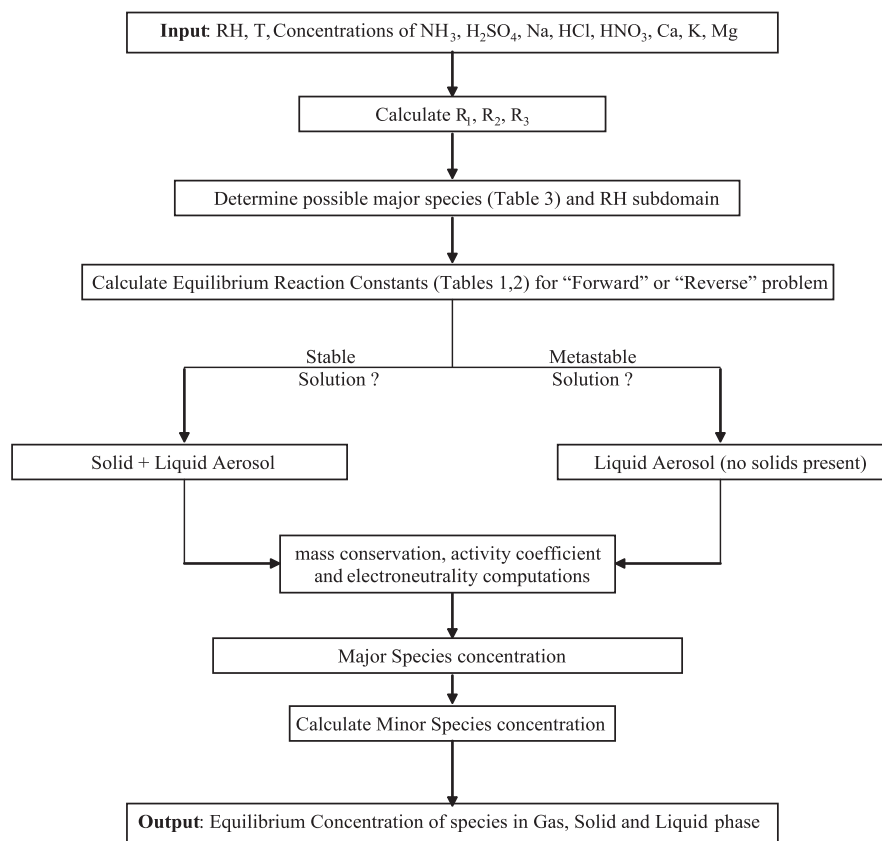 Input: RH, T, Concentrations of NH₃, H₂SO₄, Na, HCl, HNO₃, Ca, K, Mg
Calculate R₁, R₂, R₃
Determine possible major species (Table 3) and RH subdomain
Calculate Equilibrium Reaction Constants (Tables 1,2) for “Forward” or “Reverse” problem
Stable
Solution ?
Metastable
Solution ?
Solid + Liquid Aerosol
Liquid Aerosol (no solids present)
mass conservation, activity coefficient
and electroneutrality computations
Major Species concentration
Calculate Minor Species concentration
Output: Equilibrium Concentration of species in Gas, Solid and Liquid phase